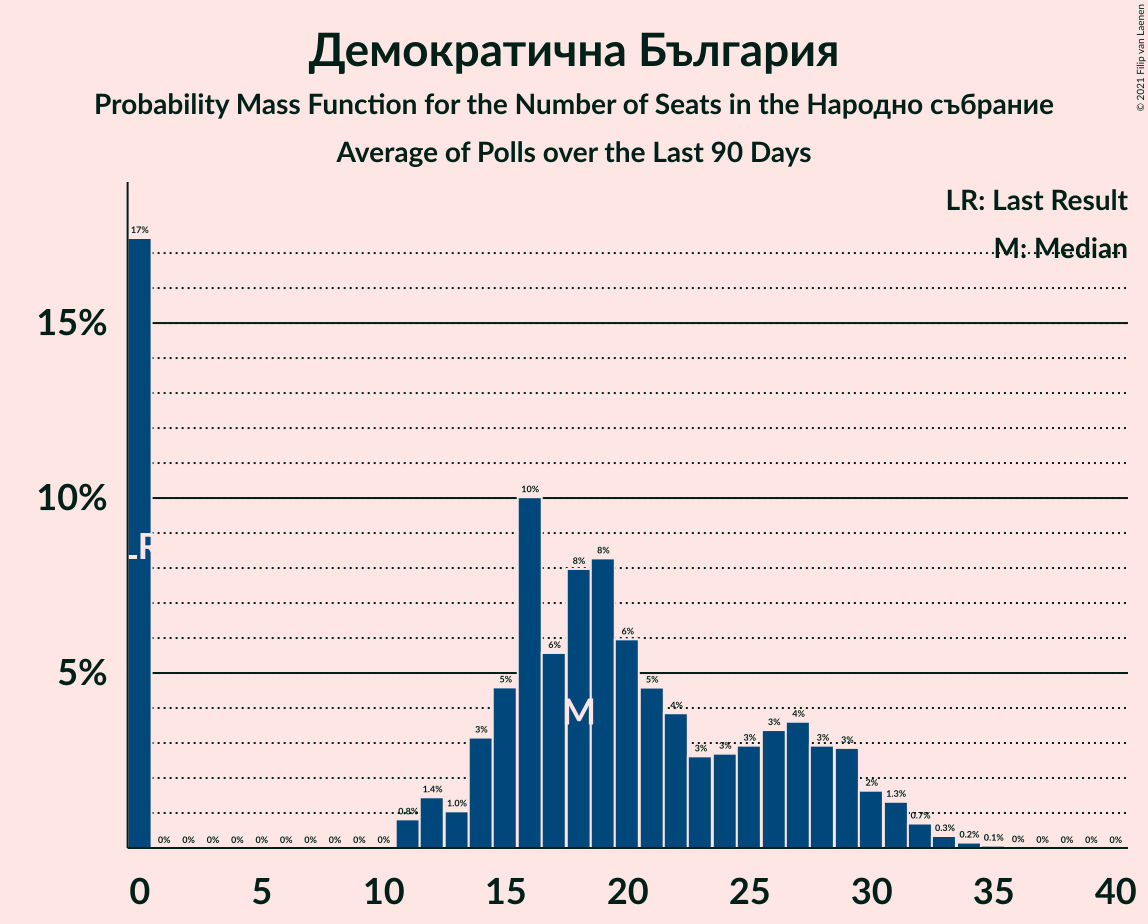 © 2021 Filip van Laenen
Демократична България
Probability Mass Function for the Number of Seats in the Народно събрание
Average of Polls over the Last 90 Days
LR: Last Result
M: Median
17%
15%
10%
10%
LR
8% 8%
6% 6%
5%
5% 5%
M
4% 4%
3% 3% 3% 3% 3% 3% 3%
2%
1.4% 1.0% 1.3%
0.8% 0.7%
0.3% 0.2% 0.1%
0% 0% 0% 0% 0% 0% 0% 0% 0% 0% 0% 0% 0% 0% 0%
0 5 10 15 20 25 30 35 40